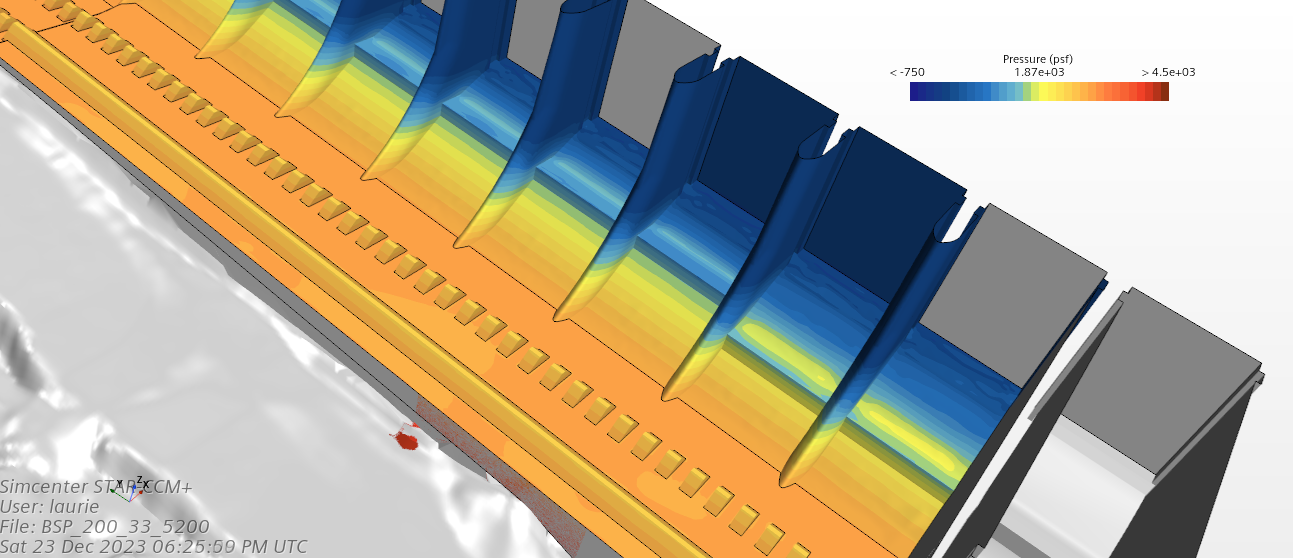 Pressure (psf)
< -750 1.87e+03 > 4.5e+03
Simcenter STAR-CCM+
User: laurie
File: BSP_200_33_5200
Sat 23 Dec 2023 06:25:59 PM UTC